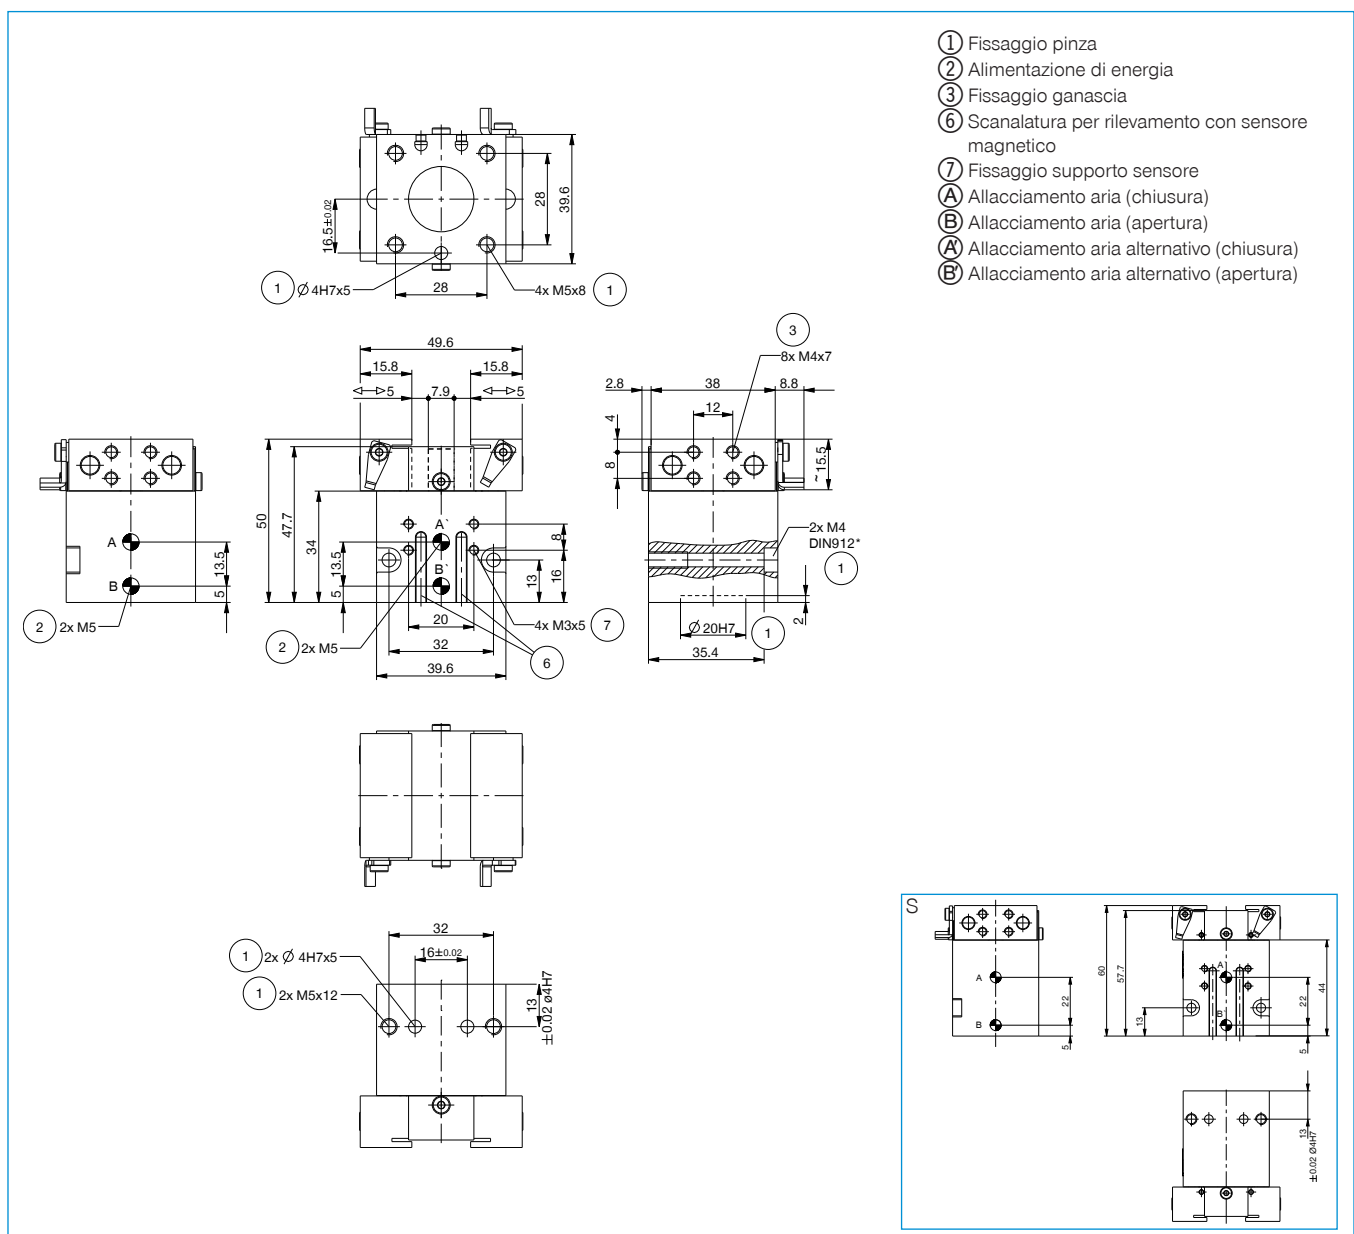 1 Fissaggio pinza
2 Alimentazione di energia
3 Fissaggio ganascia
6 Scanalatura per rilevamento con sensore
magnetico
7 Fissaggio supporto sensore
A Allacciamento aria (chiusura)
B Allacciamento aria (apertura)
A' Allacciamento aria alternativo (chiusura)
B' Allacciamento aria alternativo (apertura)
16.5±0.02
28
39.6
1 Ø 4H7x5
28
4x M5x8 1
49.6
15.8
15.8
5
7.9
5
50
47.7
34
13.5
5
A`
B`
8
13
16
20
32
39.6
2 2x M5
4x M3x5 7
6
A
B
13.5
5
2 2x M5
3
8x M4x7
2.8
38
8.8
12
4
8
~15.5
2x M4
DIN912*
1
Ø 20H7 1
2
35.4
32
16±0.02
1 2x Ø 4H7x5
1 2x M5x12
13
±0.02 ø4H7
S
A
B
22
5
60
57.7
13
A`
B`
22
44
5
13
±0.02 Ø4H7